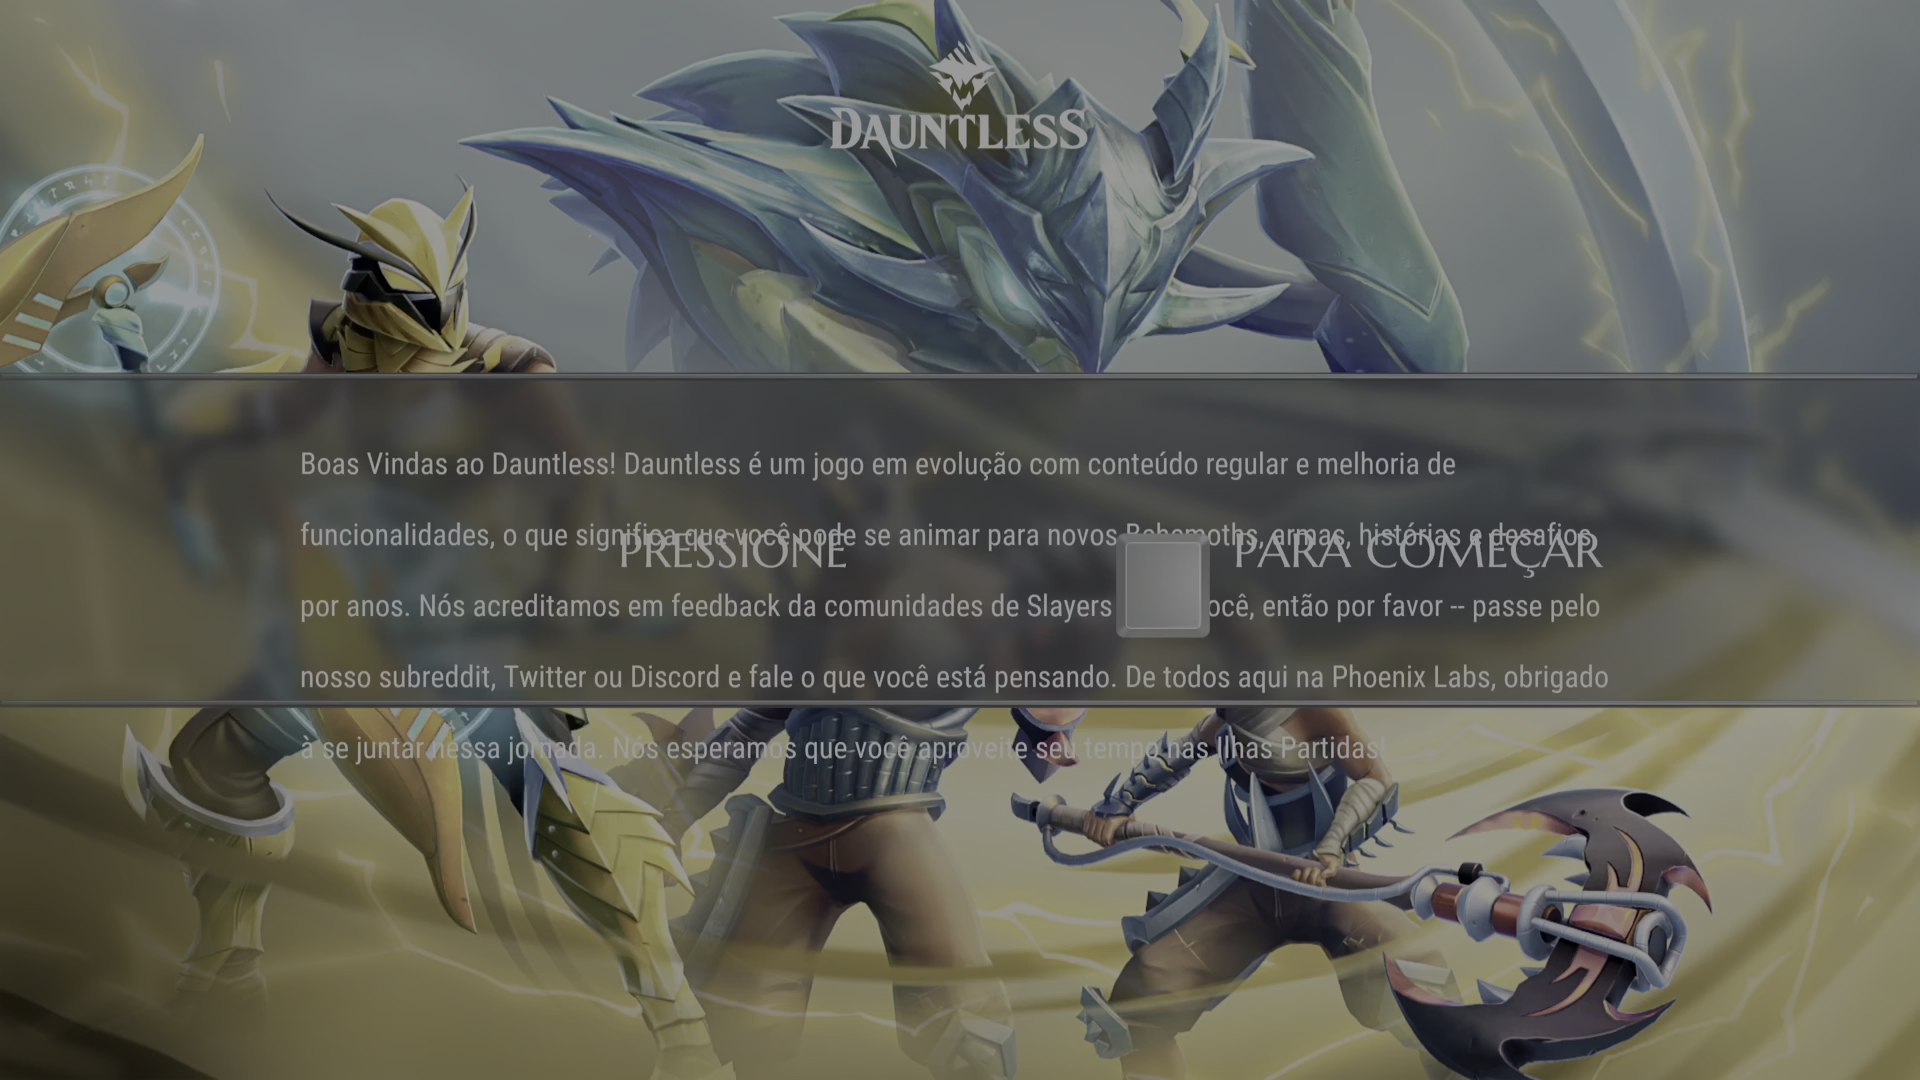 DAUNTLESS
Boas Vindas ao Dauntless! Dauntless é um jogo em evolução com conteúdo regular e melhoria de
funcionalidades, o que significa que você pode se animar para novos Behemoths, armas, histórias e desafios
PRESSIONE PARA COMEÇAR
por anos. Nós acreditamos em feedback da comunidades de Slayers ocê, então por favor -- passe pelo
nosso subreddit, Twitter ou Discord e fale o que você está pensando. De todos aqui na Phoenix Labs, obrigado
à se juntar nessa jornada. Nós esperamos que você aproveite seu tempo nas Ilhas Partidas!